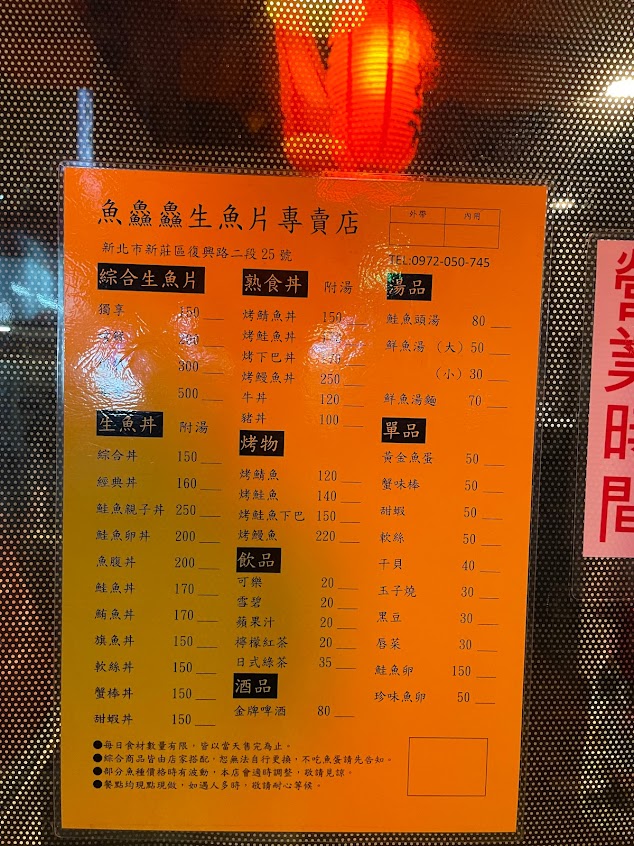 魚鱻鱻生魚片專賣店
外帶 內用
新北市新莊區復興路二段25號
TEL:0972-050-745
綜合生魚片
獨享 150
200
300
500
生魚丼 附湯
綜合丼 150
經典丼 160
鮭魚親子丼 250
鮭魚卵丼 200
魚腹丼 200
鮭魚丼 170
鮪魚丼 170
旗魚丼 150
軟絲丼 150
蟹棒丼 150
甜蝦丼 150
熟食丼 附湯
烤鯖魚丼 150
烤鮭魚丼
烤下巴丼
烤鰻魚丼 250
牛丼 120
豬丼 100
烤物
烤鯖魚 120
烤鮭魚 140
烤鮭魚下巴 150
烤鰻魚 220
飲品
可樂 20
雪碧 20
蘋果汁 20
檸檬紅茶 20
日式綠茶 35
酒品
金牌啤酒 80
湯品
鮭魚頭湯 80
鮮魚湯(大) 50
(小) 30
鮮魚湯麵 70
單品
黃金魚蛋 50
蟹味棒 50
甜蝦 50
軟絲 50
干貝 40
玉子燒 30
黑豆 30
唇菜 30
鮭魚卵 150
珍味魚卵 50
●每日食材數量有限,皆以當天售完為止。
●綜合商品皆由店家搭配,恕無法自行更換,不吃魚蛋請先告知。
●部分魚種價格時有波動,本店會適時調整,敬請見諒。
●餐點均現點現做,如遇人多時,敬請耐心等候。
營業時間